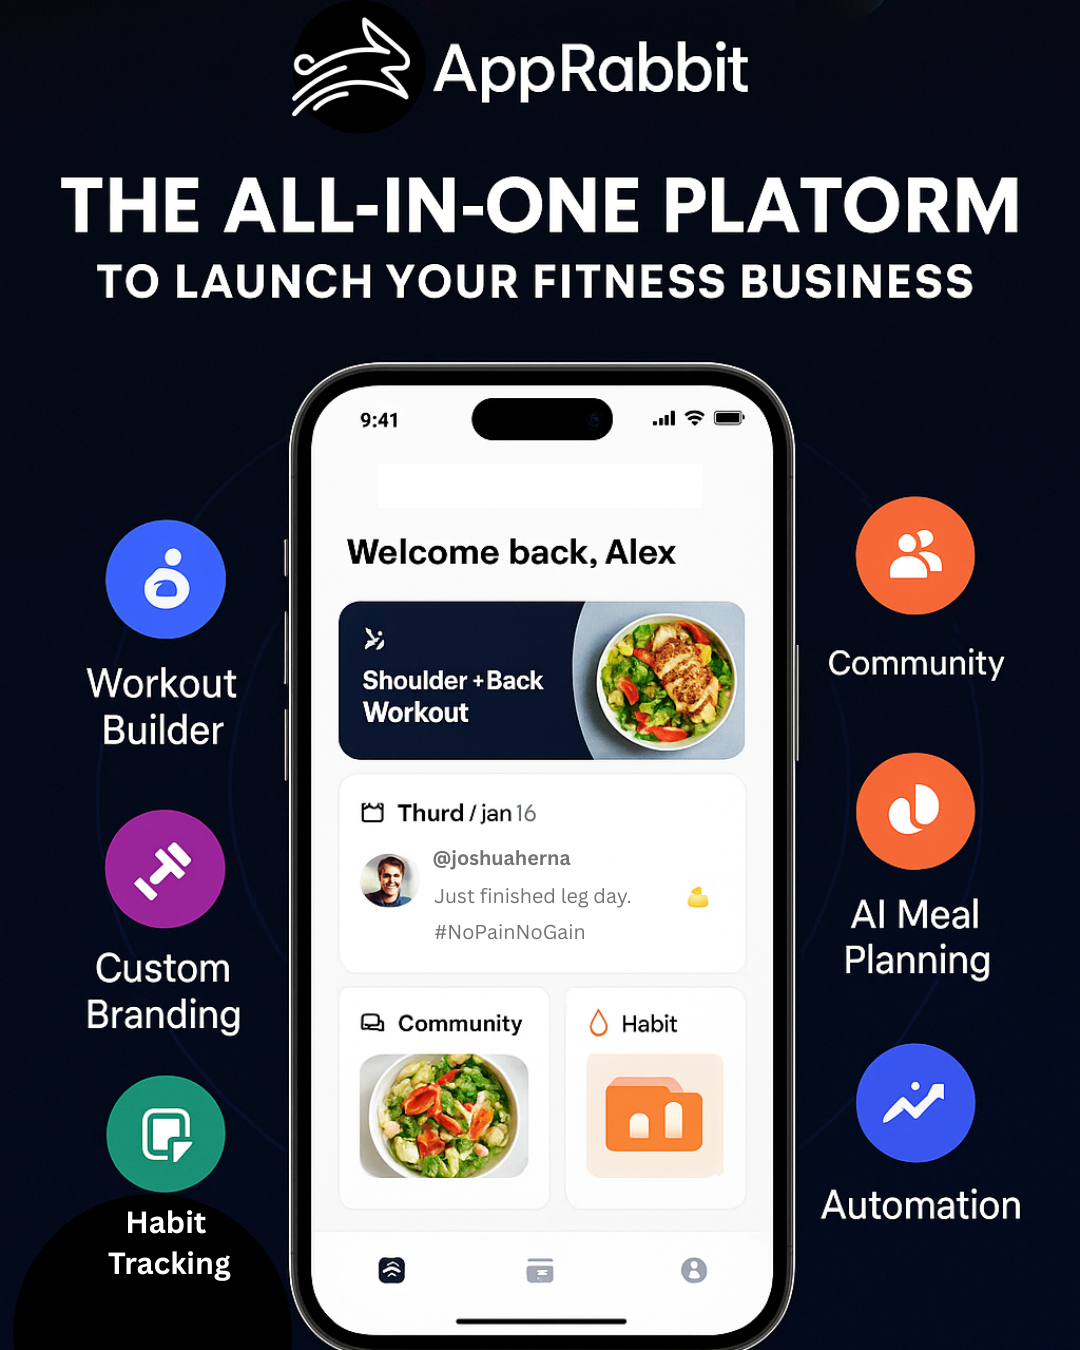 AppRabbit
THE ALL-IN-ONE PLATORM
TO LAUNCH YOUR FITNESS BUSINESS
9:41
Welcome back, Alex
Shoulder +Back
Workout
Thurd / jan 16
@joshuaherna
Just finished leg day.
#NoPainNoGain
Community
Habit
Workout
Builder
Custom
Branding
Habit
Tracking
Community
AI Meal
Planning
Automation